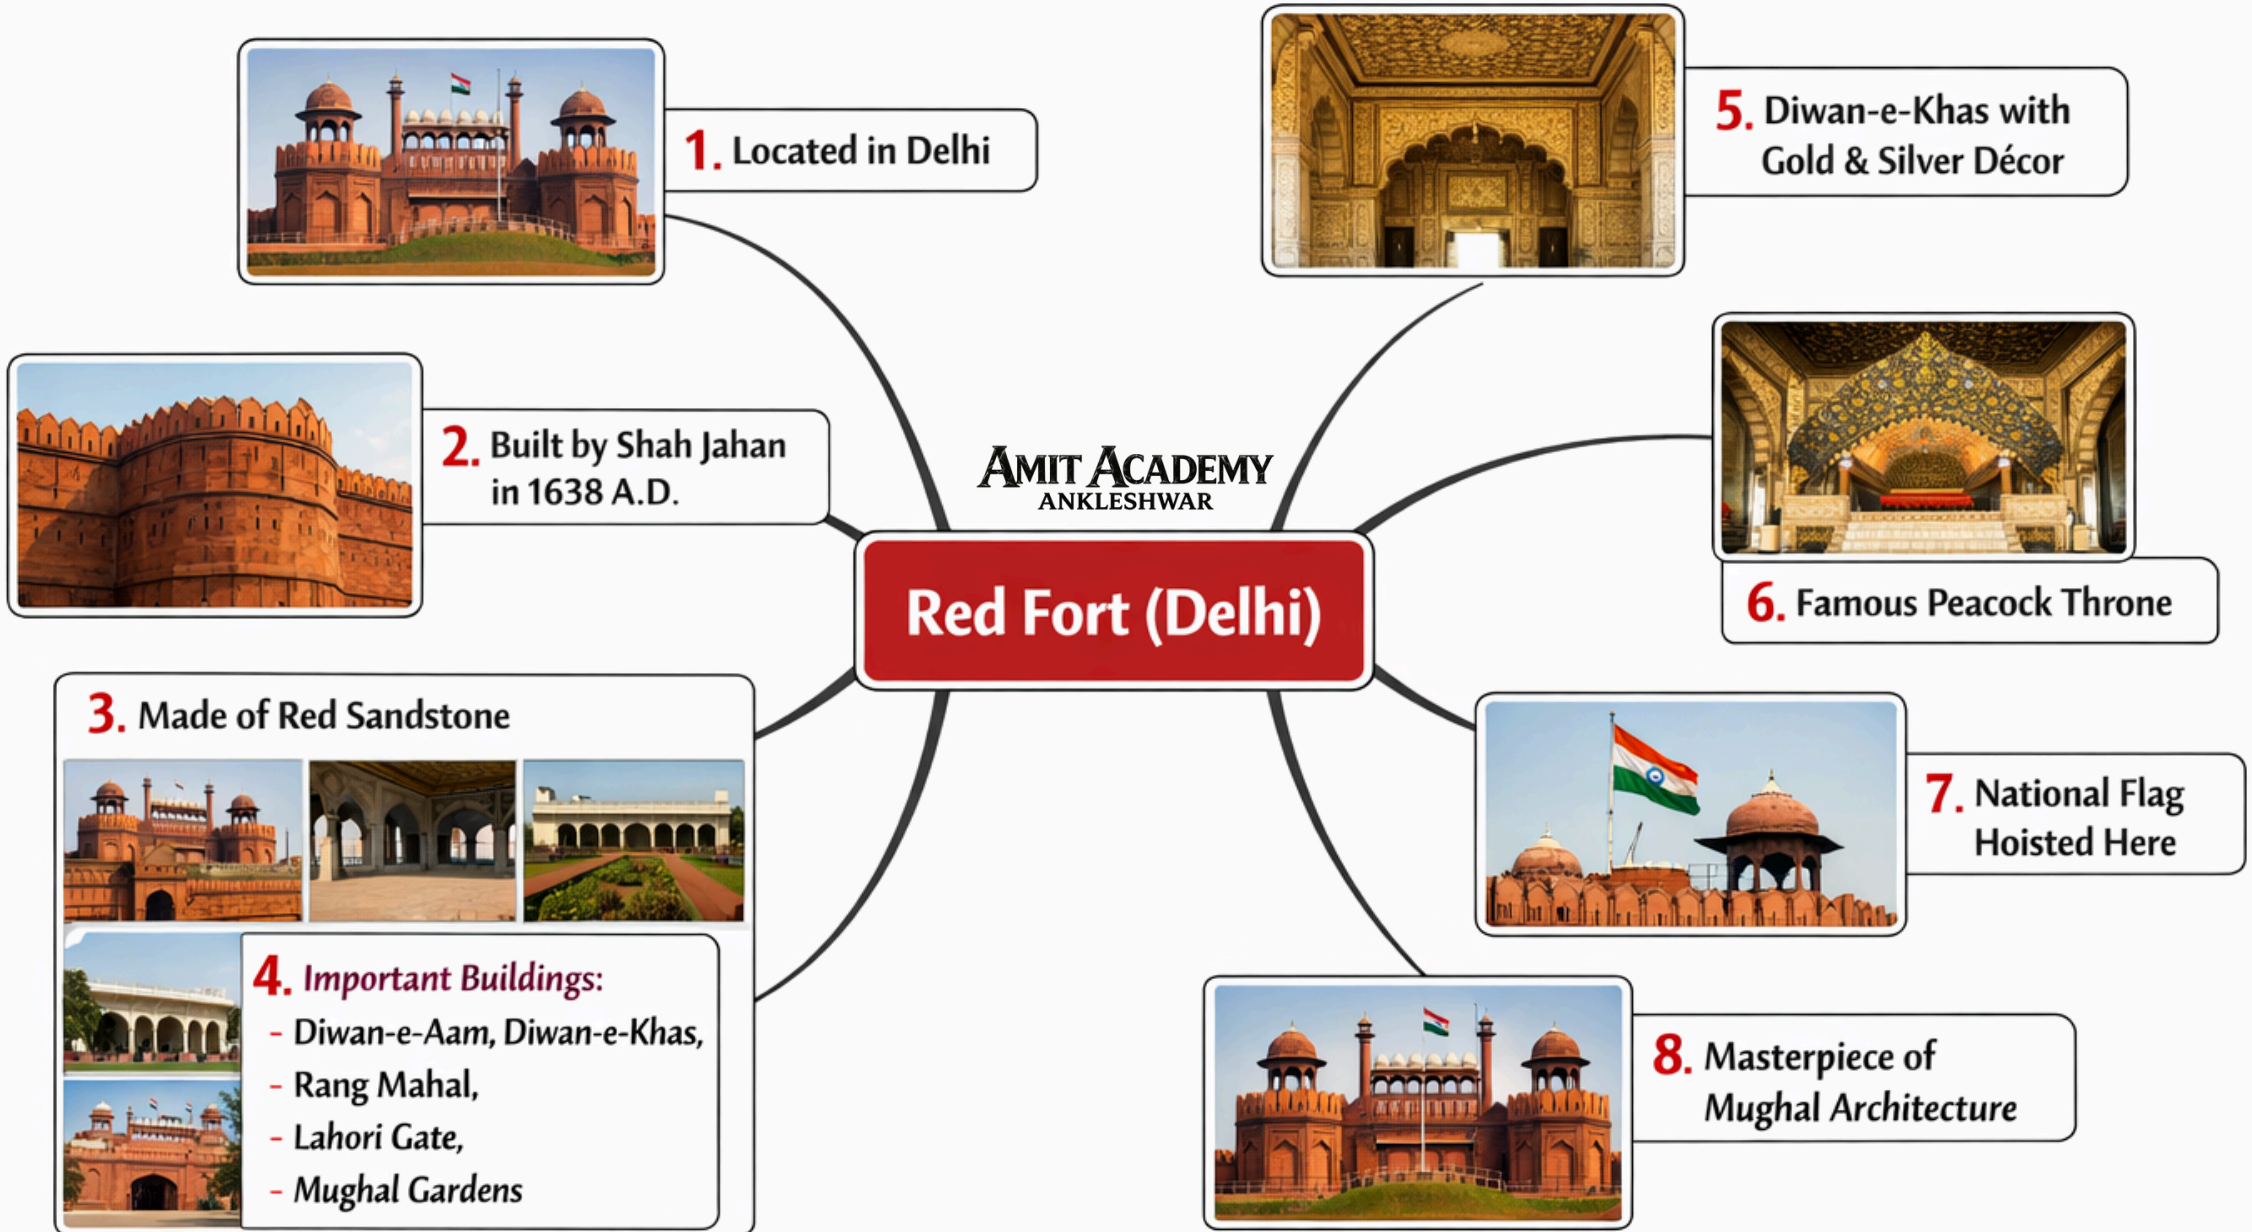 1. Located in Delhi
2. Built by Shah Jahan
in 1638 A.D.
3. Made of Red Sandstone
4. Important Buildings:
- Diwan-e-Aam, Diwan-e-Khas,
- Rang Mahal,
- Lahori Gate,
- Mughal Gardens
AMIT ACADEMY
ANKLESHWAR
Red Fort (Delhi)
5. Diwan-e-Khas with
Gold & Silver Décor
6. Famous Peacock Throne
7. National Flag
Hoisted Here
8. Masterpiece of
Mughal Architecture